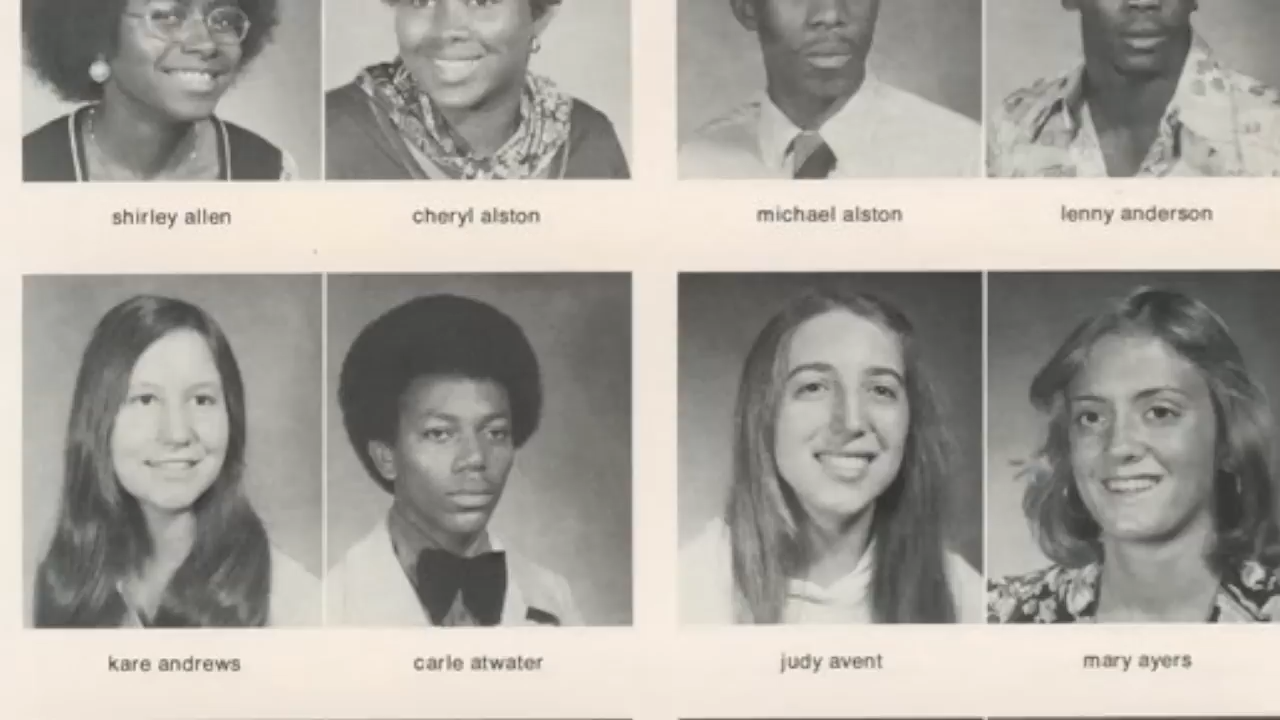 shirley allen
cheryl alston
michael alston
lenny anderson
kare andrews
carle atwater
judy avent
mary ayers